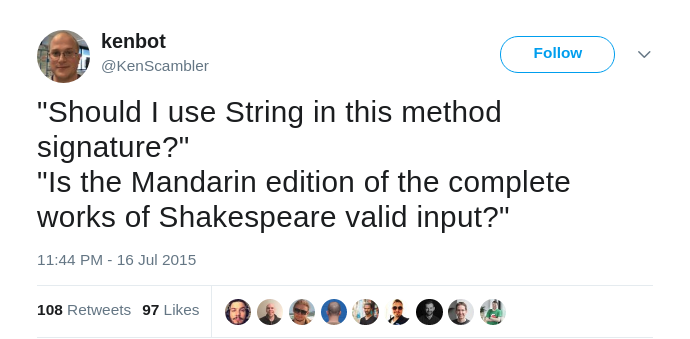 kenbot
@KenScambler
Follow
"Should I use String in this method
signature?"
"Is the Mandarin edition of the complete
works of Shakespeare valid input?"
11:44 PM - 16 Jul 2015
108 Retweets 97 Likes